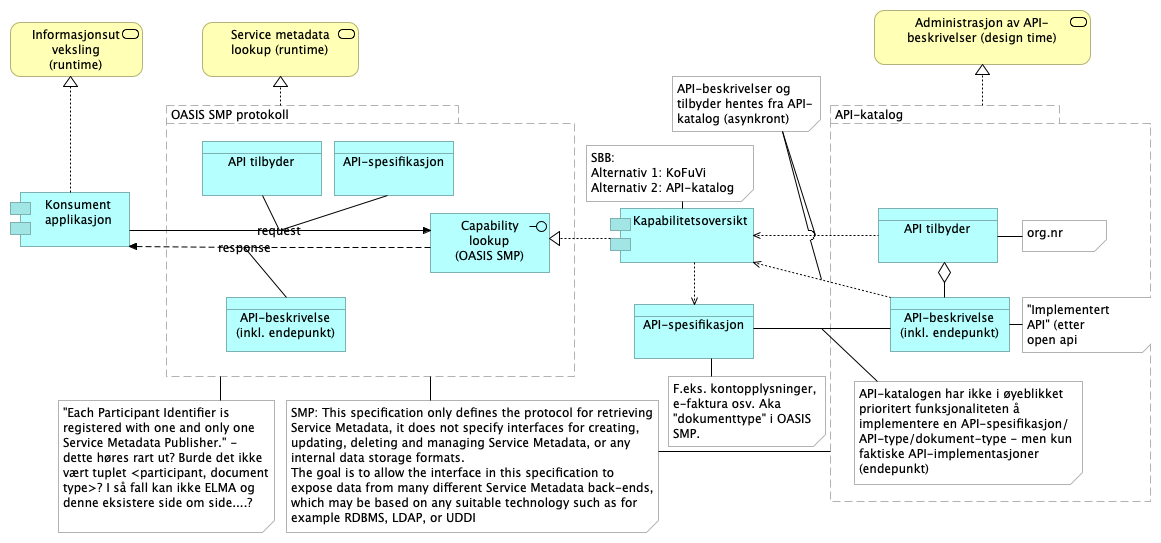 Informasjonsut
veksling
(runtime)
Service metadata
lookup (runtime)
Administrasjon av API-
beskrivelser (design time)
OASIS SMP protokoll
API-beskrivelser og
tilbyder hentes fra API-
katalog (asynkront)
API-katalog
API tilbyder
API-spesifikasjon
SBB:
Alternativ 1: KoFuVi
Alternativ 2: API-katalog
Konsument
applikasjon
request
response
Capability
lookup
(OASIS SMP)
Kapabilitetsoversikt
API tilbyder
org.nr
API-beskrivelse
(inkl. endepunkt)
API-spesifikasjon
API-beskrivelse
(inkl. endepunkt)
"Implementert
API" (etter
open api
F.eks. kontopplysninger,
e-faktura osv. Aka
"dokumenttype" i OASIS
SMP.
API-katalogen har ikke i øyeblikket
prioritert funksjonaliteten å
implementere en API-spesifikasjon/
API-type/dokument-type - men kun
faktiske API-implementasjoner
(endepunkt)
"Each Participant Identifier is
registered with one and only one
Service Metadata Publisher." -
dette høres rart ut? Burde det ikke
vært tuplet <participant, document
type>? I så fall kan ikke ELMA og
denne eksistere side om side....?
SMP: This specification only defines the protocol for retrieving
Service Metadata, it does not specify interfaces for creating,
updating, deleting and managing Service Metadata, or any
internal data storage formats.
The goal is to allow the interface in this specification to
expose data from many different Service Metadata back-ends,
which may be based on any suitable technology such as for
example RDBMS, LDAP, or UDDI